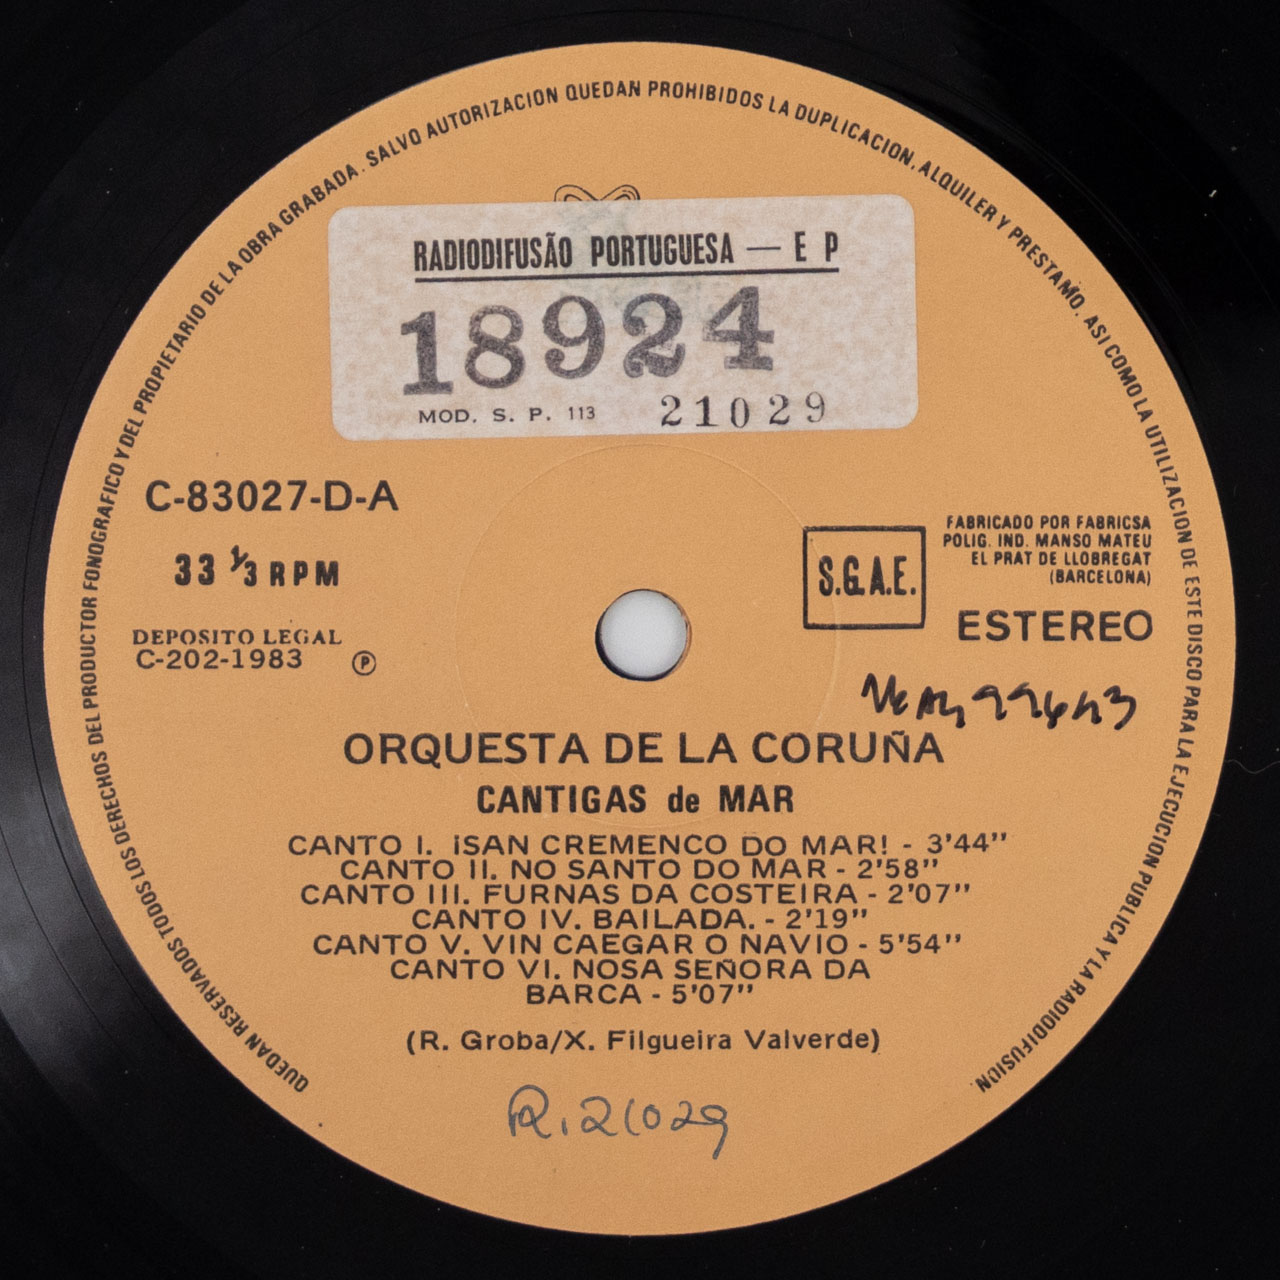 QUEDAN RESERVADOS TODOS LOS DERECHOS DEL PRODUCTOR FONOGRAFICO Y DEL PROPIETARIO DE LA OBRA GRABADA. SALVO AUTORIZACION QUEDAN PROHIBIDOS LA DUPLICACION, ALQUILER Y PRESTAMO. ASI COMO LA UTILIZACION DE ESTE DISCO PARA LA EJECUCION PUBLICA Y LA RADIODIFUSION
RADIODIFUSÃO PORTUGUESA — E P
18924
MOD. S. P. 113 21029
C-83027-D-A
33 1/3 RPM
DEPOSITO LEGAL
C-202-1983 ℗
S.G.A.E.
FABRICADO POR FABRICSA
POLIG. IND. MANSO MATEU
EL PRAT DE LLOBREGAT
(BARCELONA)
ESTEREO
ORQUESTA DE LA CORUÑA
CANTIGAS de MAR
CANTO I. ¡SAN CREMENCO DO MAR! - 3'44"
CANTO II. NO SANTO DO MAR - 2'58"
CANTO III. FURNAS DA COSTEIRA - 2'07"
CANTO IV. BAILADA. - 2'19"
CANTO V. VIN CAEGAR O NAVIO - 5'54"
CANTO VI. NOSA SEÑORA DA
BARCA - 5'07"
(R. Groba/X. Filgueira Valverde)
R. 21029